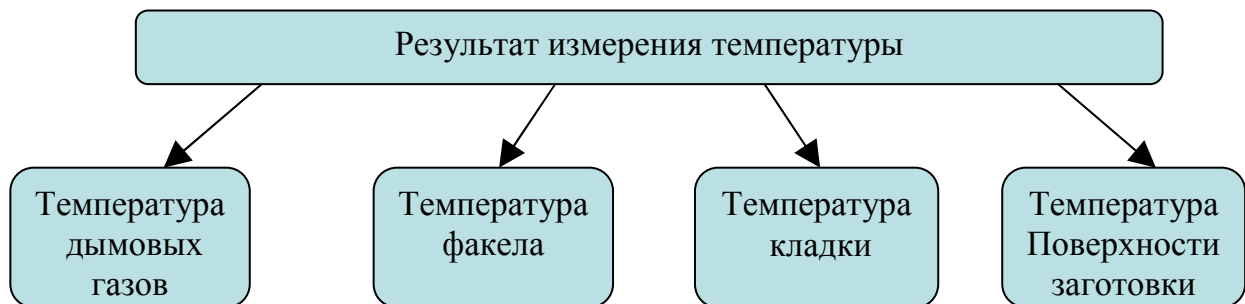 Результат измерения температуры
Температура
дымовых
газов
Температура
факела
Температура
кладки
Температура
Поверхности
заготовки